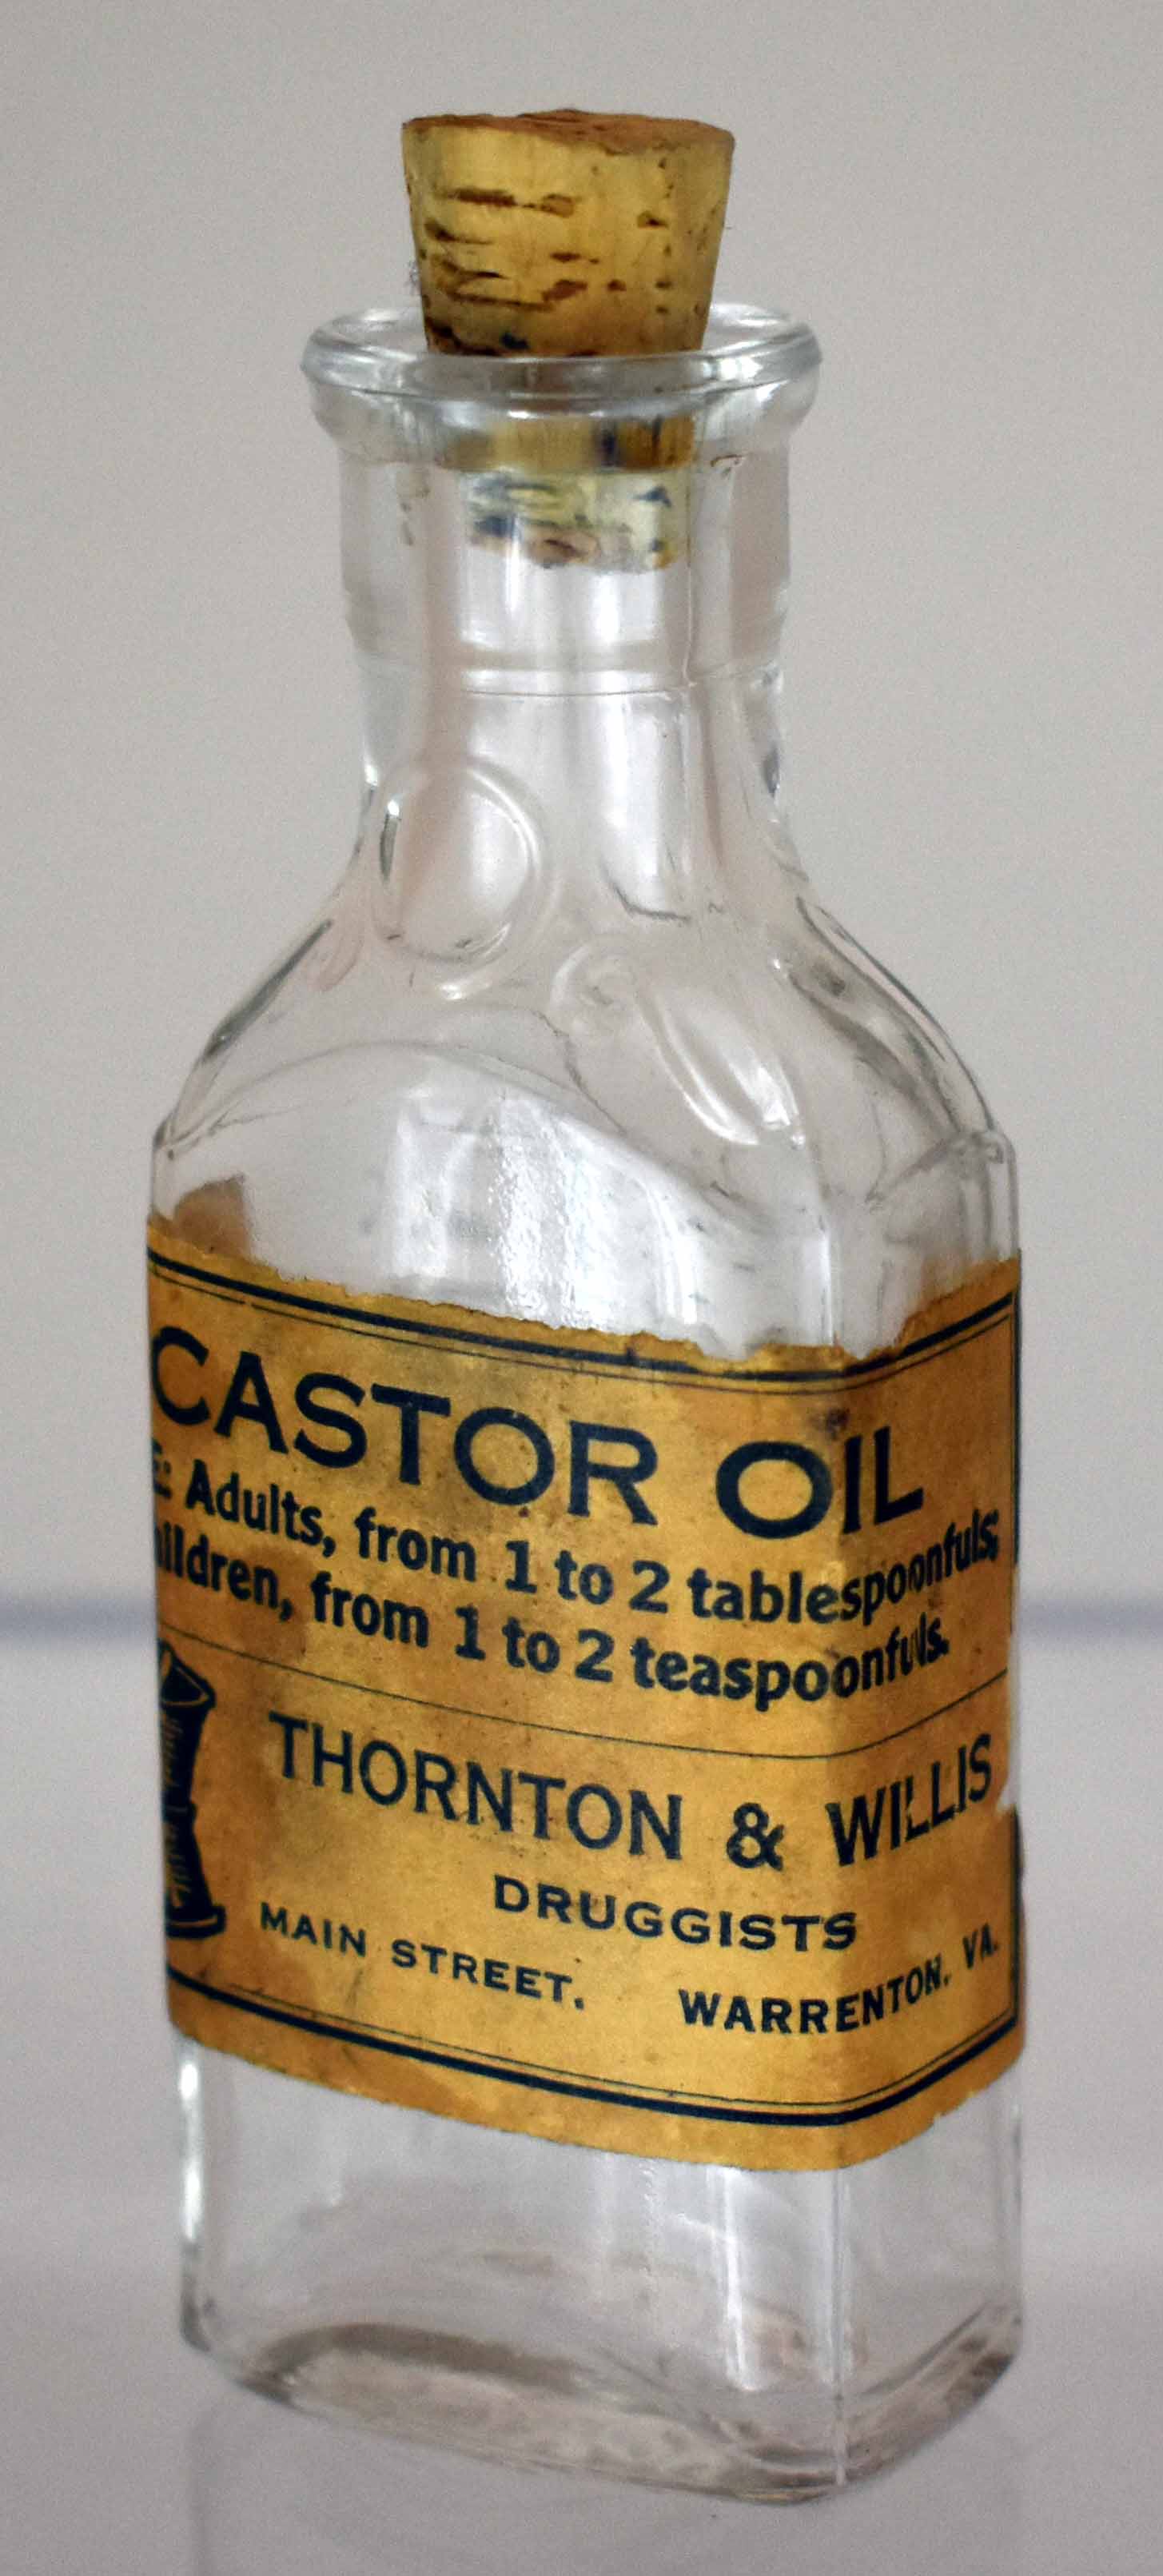 CASTOR OIL
E: Adults, from 1 to 2 tablespoonfuls;
ildren, from 1 to 2 teaspoonfuls.
THORNTON & WILLIS
DRUGGISTS
MAIN STREET. WARRENTON, VA.